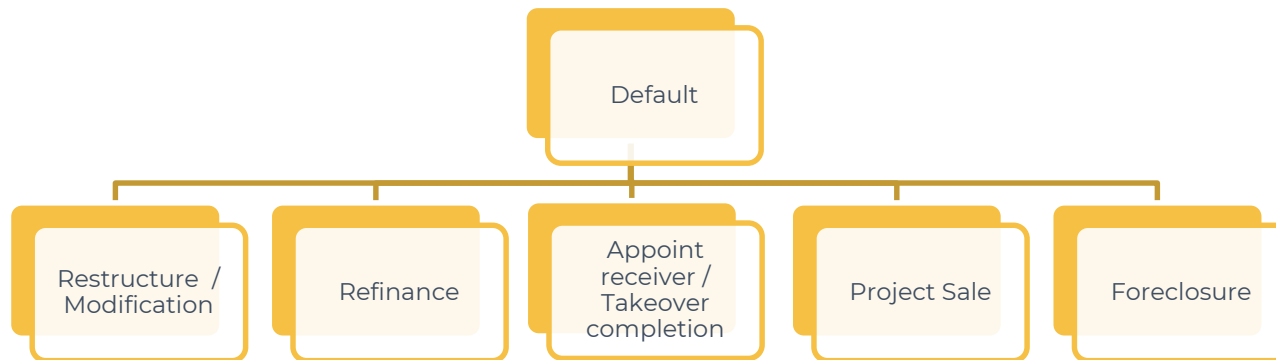 Default
Restructure /
Modification
Refinance
Appoint
receiver /
Takeover
completion
Project Sale
Foreclosure